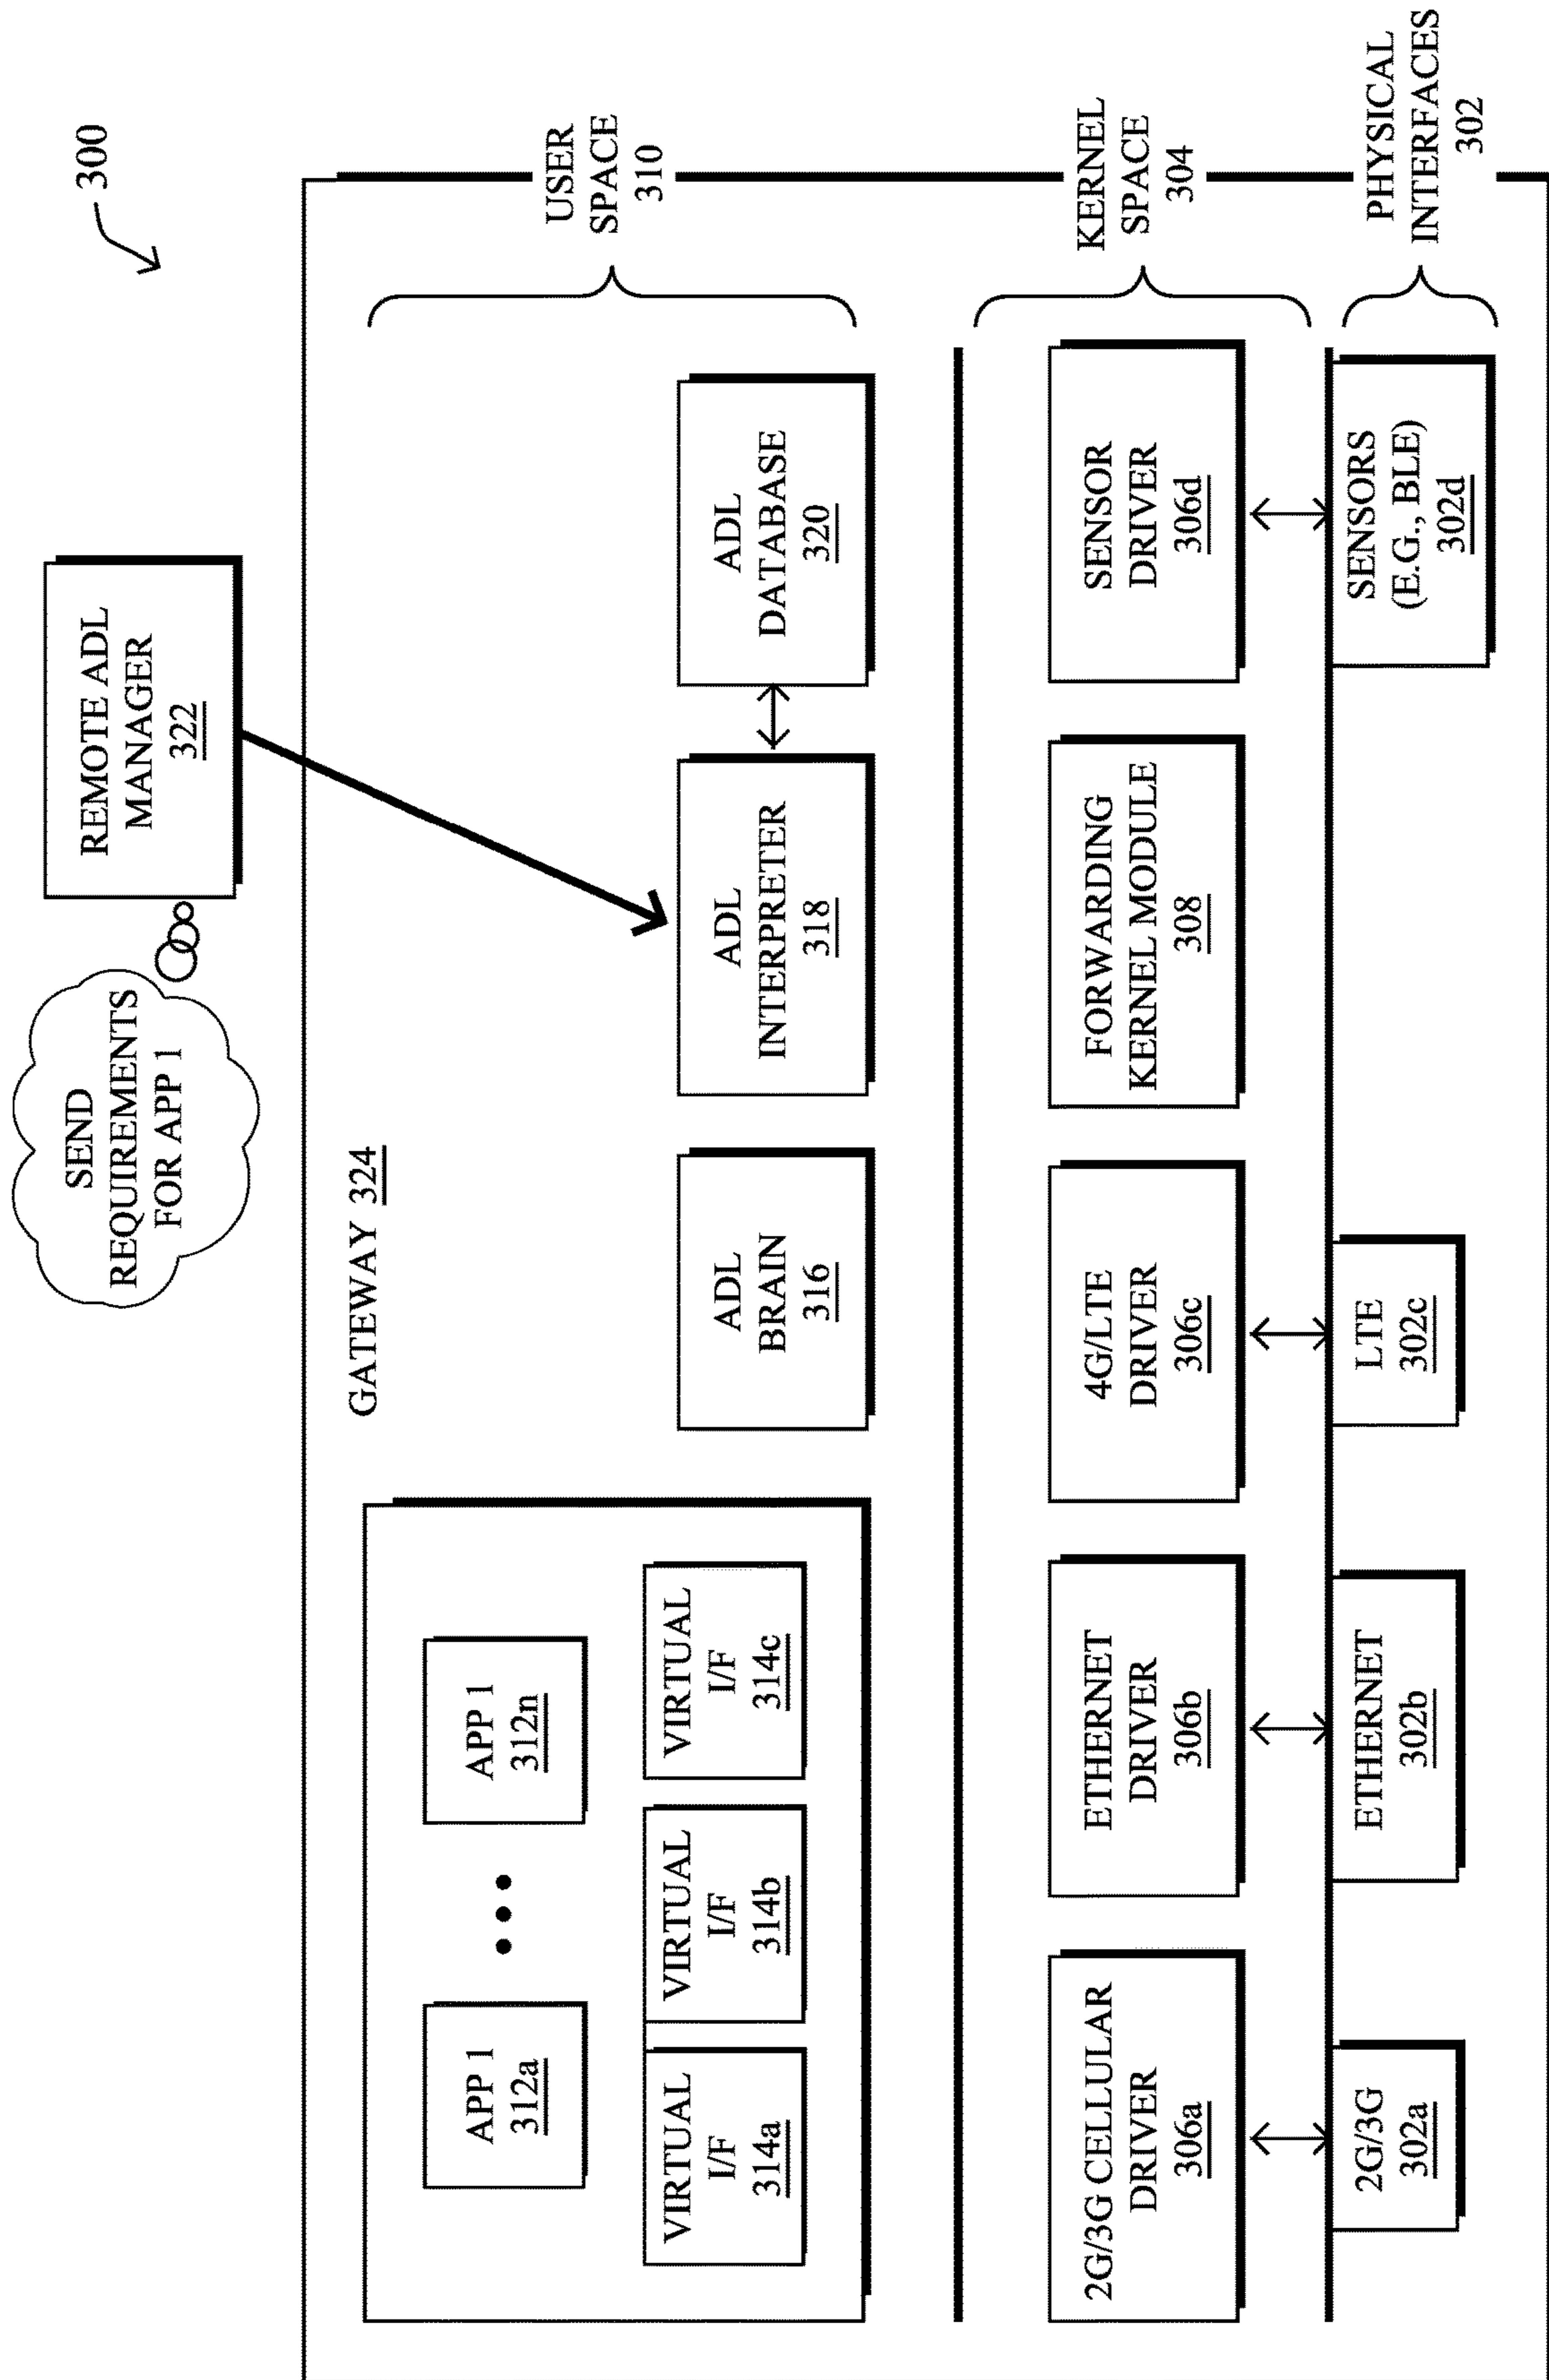 300
SEND
REQUIREMENTS
FOR APP 1
REMOTE ADL
MANAGER
322
GATEWAY 324
USER
SPACE
310
APP 1
312a
APP 1
312n
VIRTUAL
I/F
314a
VIRTUAL
I/F
314b
VIRTUAL
I/F
314c
ADL
BRAIN
316
ADL
INTERPRETER
318
ADL
DATABASE
320
KERNEL
SPACE
304
2G/3G CELLULAR
DRIVER
306a
ETHERNET
DRIVER
306b
4G/LTE
DRIVER
306c
FORWARDING
KERNEL MODULE
308
SENSOR
DRIVER
306d
PHYSICAL
INTERFACES
302
2G/3G
302a
ETHERNET
302b
LTE
302c
SENSORS
(E.G., BLE)
302d